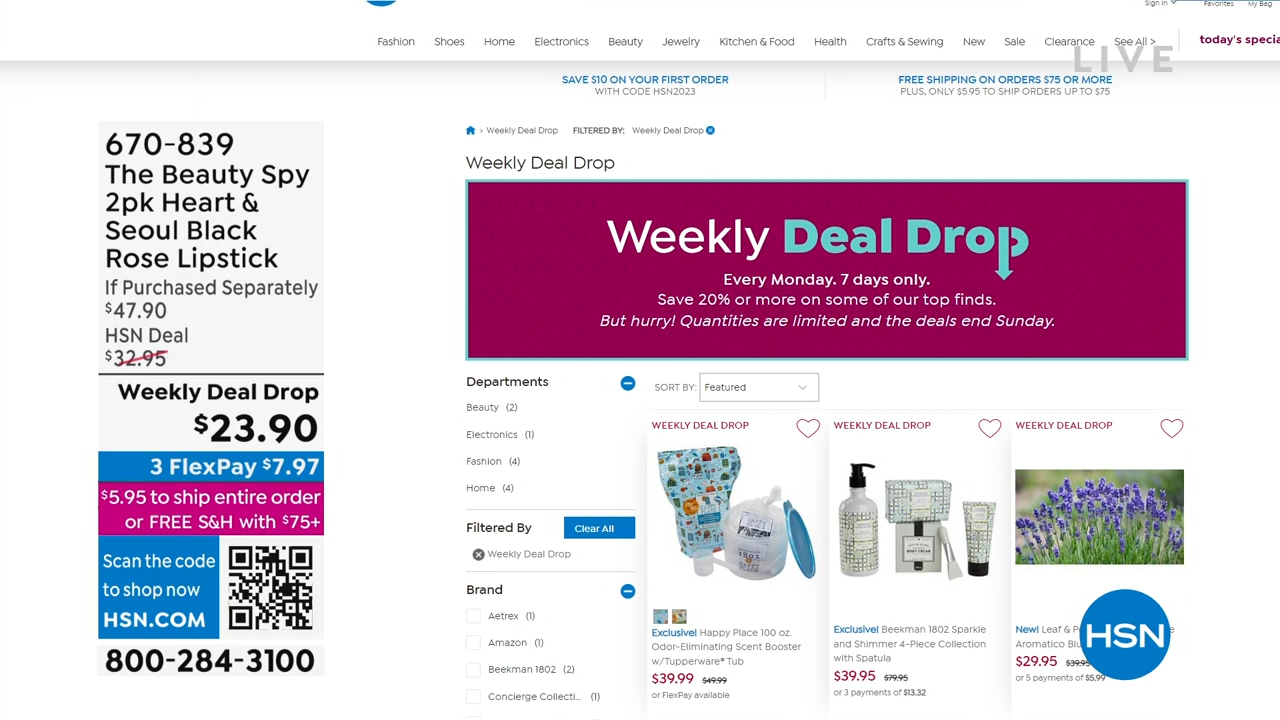 Sign In
Favorites
My Bag
Fashion Shoes Home Electronics Beauty Jewelry Kitchen & Food Health Crafts & Sewing New Sale Clearance See All >
today's
LIVE
SAVE $10 ON YOUR FIRST ORDER
WITH CODE HSN2023
FREE SHIPPING ON ORDERS $75 OR MORE
PLUS, ONLY $5.95 TO SHIP ORDERS UP TO $75
670-839
The Beauty Spy
2pk Heart &
Seoul Black
Rose Lipstick
If Purchased Separately
$47.90
HSN Deal
$32.95
Weekly Deal Drop
$23.90
3 FlexPay $7.97
$5.95 to ship entire order
or FREE S&H with $75+
Scan the code
to shop now
HSN.COM
800-284-3100
> Weekly Deal Drop FILTERED BY: Weekly Deal Drop
Weekly Deal Drop
Weekly Deal Drop
Every Monday. 7 days only.
Save 20% or more on some of our top finds.
But hurry! Quantities are limited and the deals end Sunday.
Departments
Beauty (2)
Electronics (1)
Fashion (4)
Home (4)
Filtered By Clear All
Weekly Deal Drop
Brand
Aetrex (1)
Amazon (1)
Beekman 1802 (2)
Concierge Collecti... (1)
SORT BY: Featured
WEEKLY DEAL DROP
Exclusive! Happy Place 100 oz.
Odor-Eliminating Scent Booster
w/Tupperware® Tub
$39.99 $49.99
or FlexPay available
WEEKLY DEAL DROP
Exclusive! Beekman 1802 Sparkle
and Shimmer 4-Piece Collection
with Spatula
$39.95 $79.95
or 3 payments of $13.32
WEEKLY DEAL DROP
New! Leaf &
Aromatico
$29.95 $39.95
or 5 payments of $5.99
HSN